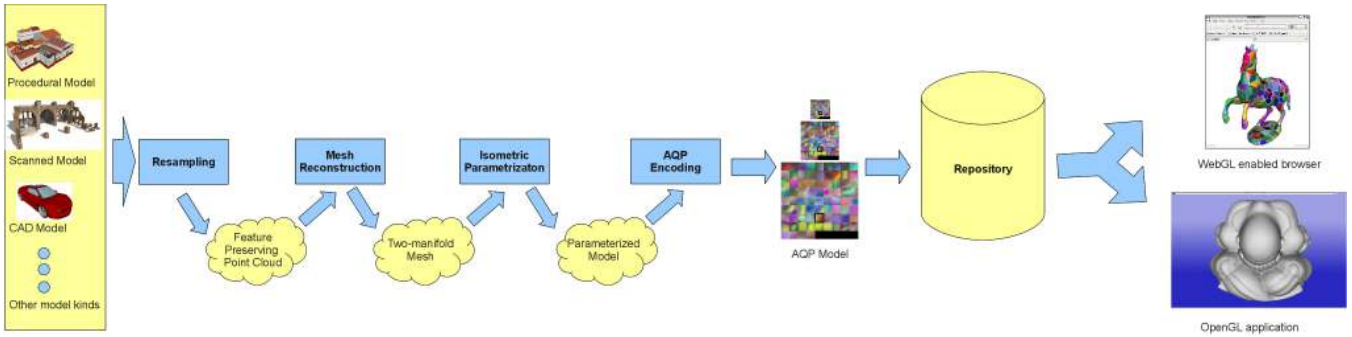 Procedural Model
Scanned Model
CAD Model
Other model kinds
Resampling
Feature
Preserving
Point Cloud
Mesh
Reconstruction
Two-manifold
Mesh
Isometric
Parametrizaton
Parameterized
Model
AQP
Encoding
AQP Model
Repository
WebGL enabled browser
OpenGL application